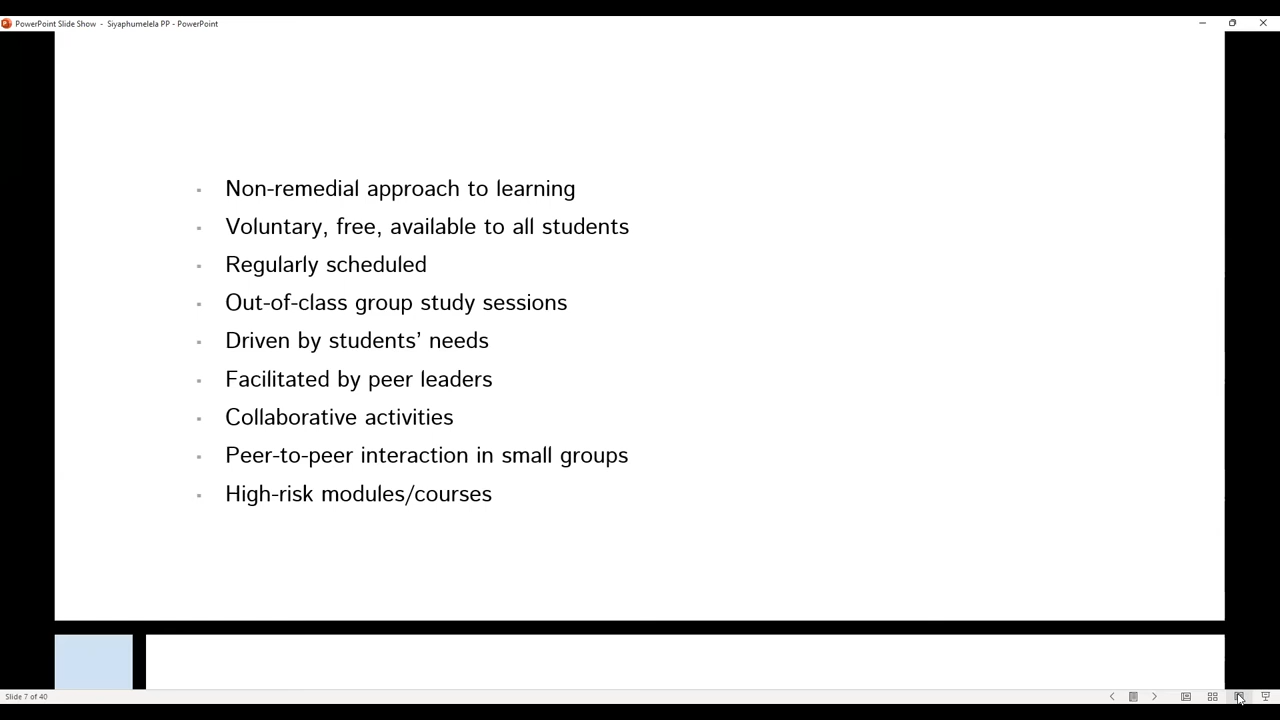 PowerPoint Slide Show - Siyaphumelela PP - PowerPoint
Non-remedial approach to learning
Voluntary, free, available to all students
Regularly scheduled
Out-of-class group study sessions
Driven by students’ needs
Facilitated by peer leaders
Collaborative activities
Peer-to-peer interaction in small groups
High-risk modules/courses
Slide 7 of 40